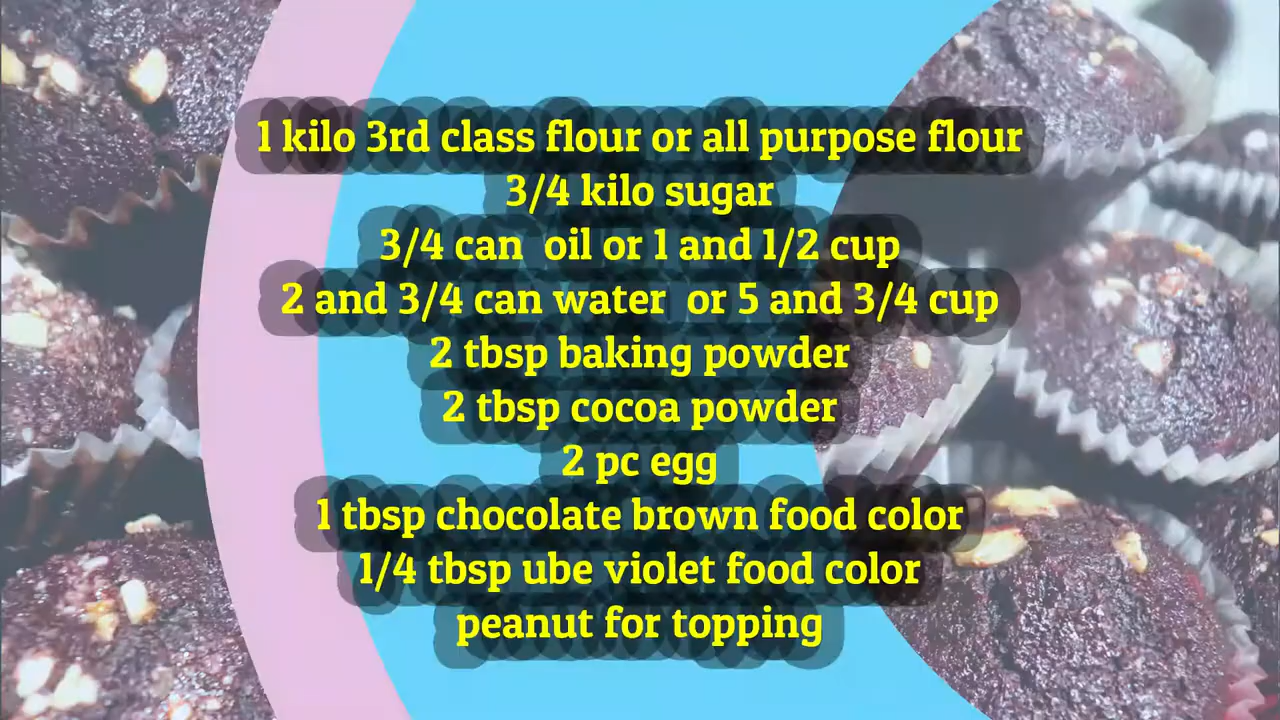 1 kilo 3rd class flour or all purpose flour
3/4 kilo sugar
3/4 can oil or 1 and 1/2 cup
2 and 3/4 can water or 5 and 3/4 cup
2 tbsp baking powder
2 tbsp cocoa powder
2 pc egg
1 tbsp chocolate brown food color
1/4 tbsp ube violet food color
peanut for topping